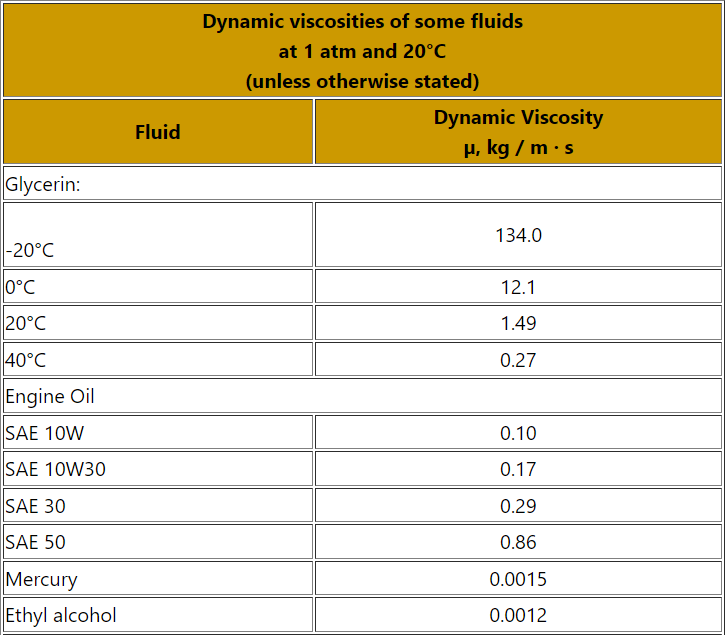 Dynamic viscosities of some fluids
at 1 atm and 20°C
(unless otherwise stated)
Fluid
Dynamic Viscosity
μ, kg / m · s
Glycerin:
-20°C 134.0
0°C 12.1
20°C 1.49
40°C 0.27
Engine Oil
SAE 10W 0.10
SAE 10W30 0.17
SAE 30 0.29
SAE 50 0.86
Mercury 0.0015
Ethyl alcohol 0.0012